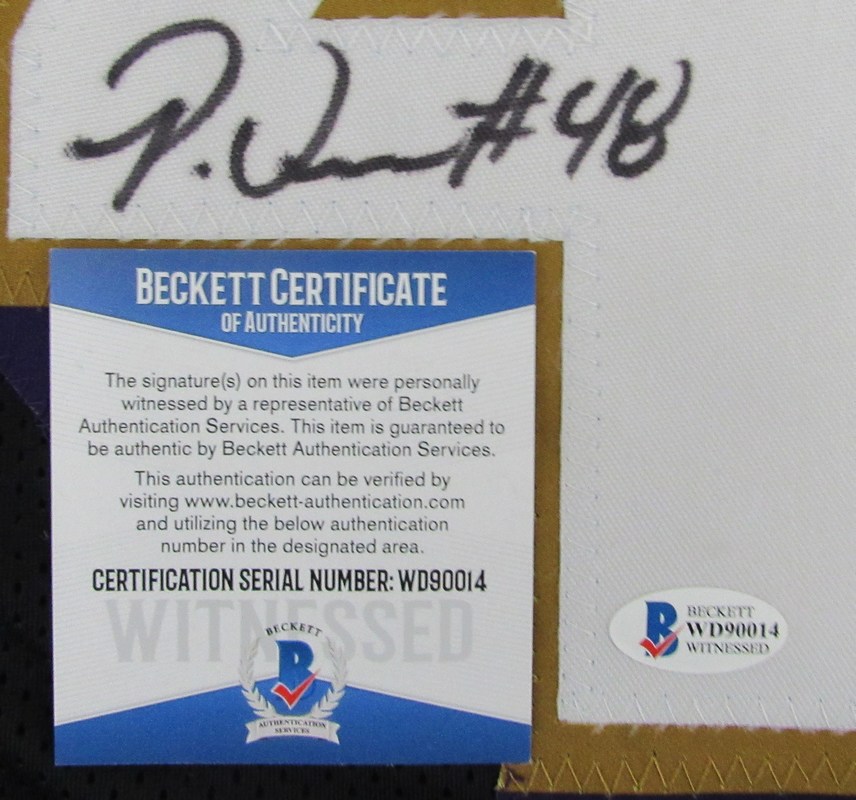 P. #48
BECKETT CERTIFICATE
OF AUTHENTICITY
The signature(s) on this item were personally
witnessed by a representative of Beckett
Authentication Services. This item is guaranteed to
be authentic by Beckett Authentication Services.
This authentication can be verified by
visiting www.beckett-authentication.com
and utilizing the below authentication
number in the designated area.
CERTIFICATION SERIAL NUMBER: WD90014
WITNESSED
BECKETT
B
AUTHENTICATION
SERVICES
B
BECKETT
WD90014
WITNESSED